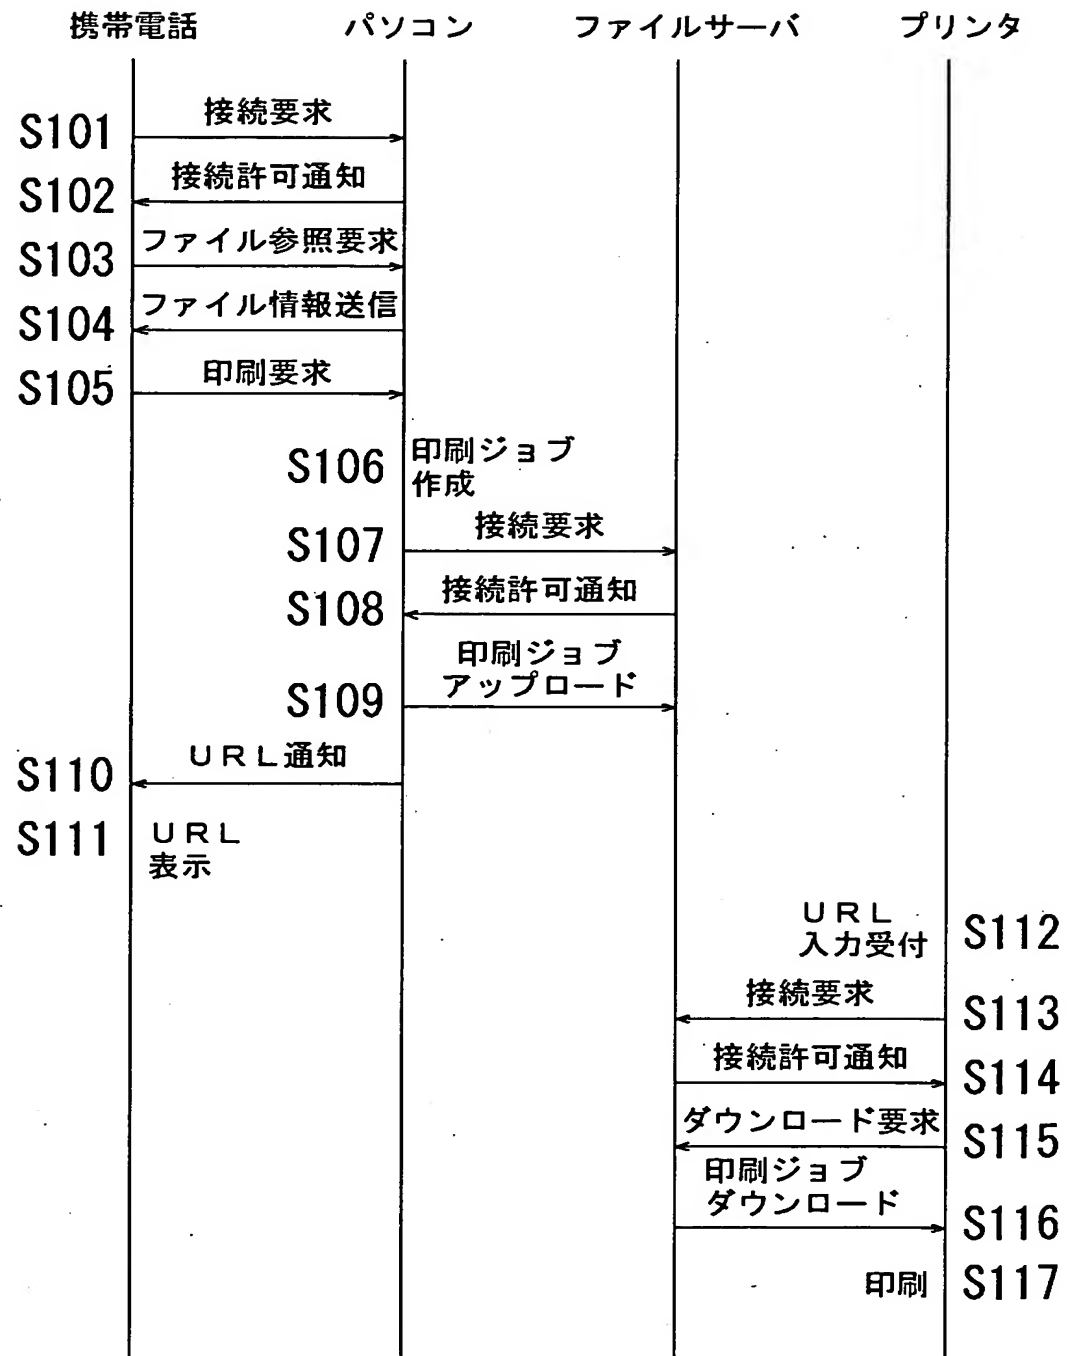 携帯電話 パソコン ファイルサーバ プリンタ
接続要求
S101
接続許可通知
S102
ファイル参照要求
S103
ファイル情報送信
S104
印刷要求
S105
S106 印刷ジョブ
作成
接続要求
S107
接続許可通知
S108
印刷ジョブ
アップロード
S109
URL通知
S110
S111 URL
表示
URL
入力受付 S112
接続要求
S113
接続許可通知
S114
ダウンロード要求
S115
印刷ジョブ
ダウンロード
S116
印刷 S117